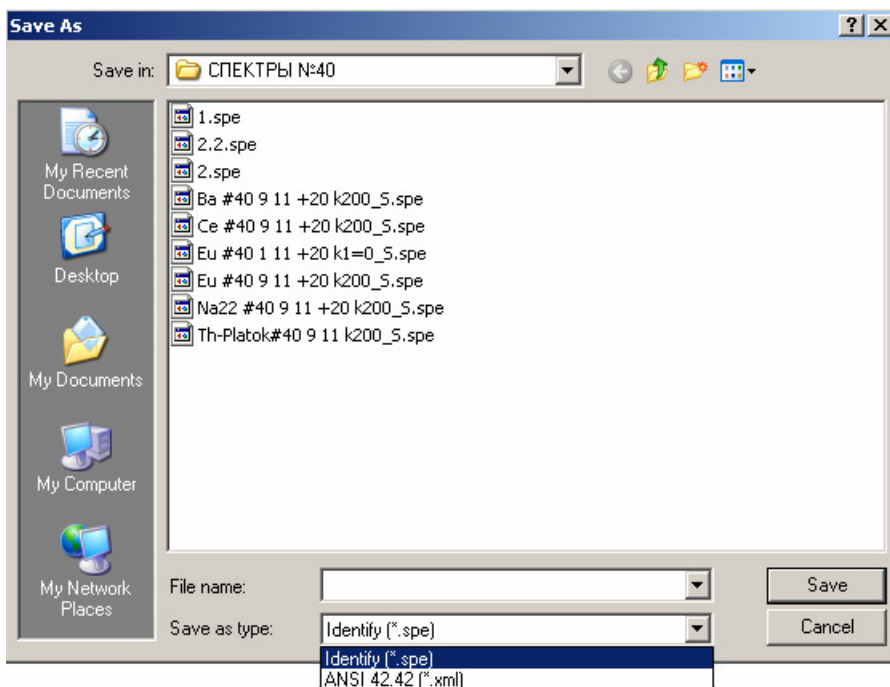 Save As
Save in:
СПЕКТРЫ №40
My Recent
Documents
Desktop
My Documents
My Computer
My Network
Places
1.spe
2.2.spe
2.spe
Ba #40 9 11 +20 k200_S.spe
Ce #40 9 11 +20 k200_S.spe
Eu #40 1 11 +20 k1=0_S.spe
Eu #40 9 11 +20 k200_S.spe
Na22 #40 9 11 +20 k200_S.spe
Th-Platok#40 9 11 k200_S.spe
File name:
Save
Save as type:
Identify (*.spe)
Cancel
Identify (*.spe)
ANSI 42.42 (*.xml)